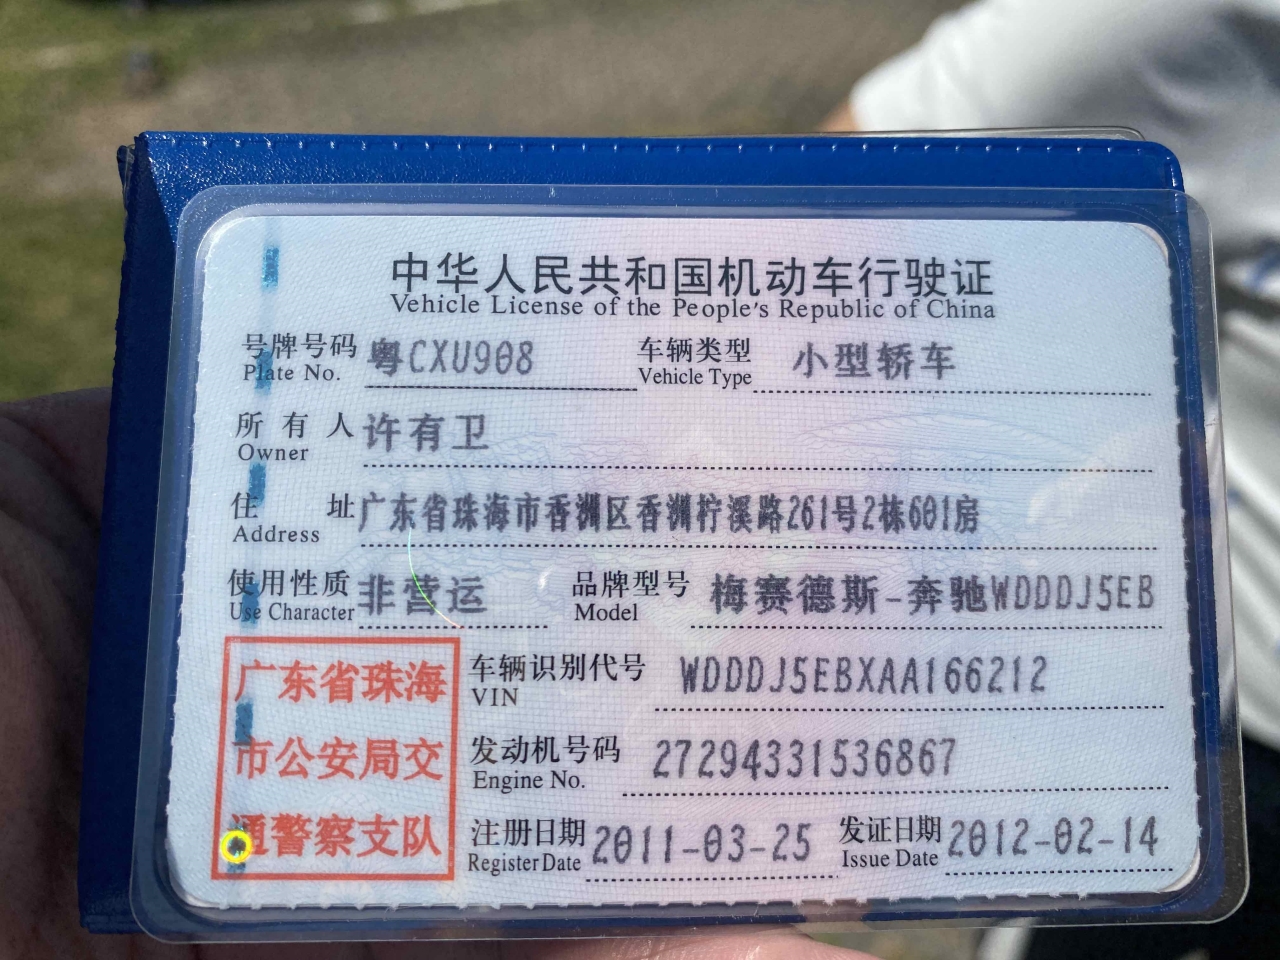 中华人民共和国机动车行驶证
Vehicle License of the People's Republic of China
号牌号码 粤CXU908 车辆类型 小型轿车
Plate No. Vehicle Type
所有人 许有卫
Owner
住址 广东省珠海市香洲区香洲柠溪路261号2栋601房
Address
使用性质 非营运 品牌型号 梅赛德斯-奔驰WDDDJ5EB
Use Character Model
广东省珠海
市公安局交
通警察支队
车辆识别代号 WDDDJ5EBXAA166212
VIN
发动机号码 27294331536867
Engine No.
注册日期 2011-03-25 发证日期 2012-02-14
Register Date Issue Date